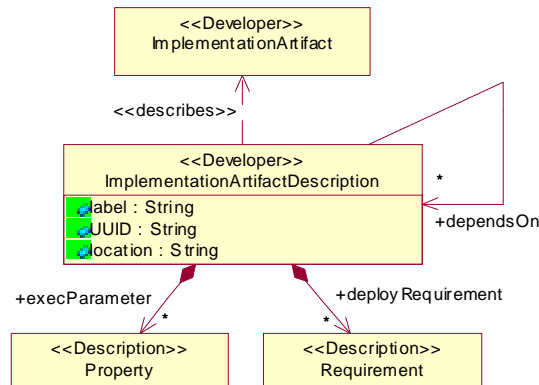 <<Developer>>
ImplementationArtifact
<<describes>>
<<Developer>>
ImplementationArtifactDescription
label : String
UUID : String
location : String
*
+dependsOn
+execParameter
*
+deployRequirement
*
<<Description>>
Property
<<Description>>
Requirement